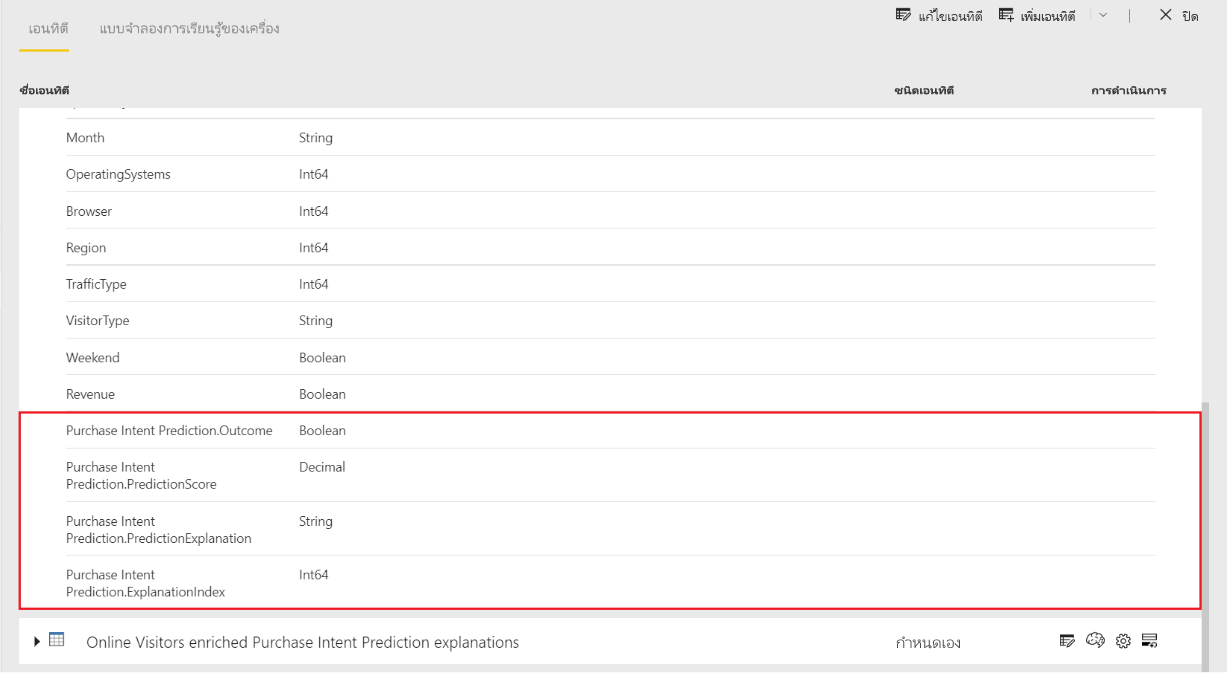 แก้ไขเอนทิตี เพิ่มเอนทิตี ปิด
เอนทิตี แบบจำลองการเรียนรู้ของเครื่อง
ชื่อเอนทิตี ชนิดเอนทิตี การดำเนินการ
Month String
OperatingSystems Int64
Browser Int64
Region Int64
TrafficType Int64
VisitorType String
Weekend Boolean
Revenue Boolean
Purchase Intent Prediction.Outcome Boolean
Purchase Intent Decimal
Prediction.PredictionScore
Purchase Intent String
Prediction.PredictionExplanation
Purchase Intent Int64
Prediction.ExplanationIndex
Online Visitors enriched Purchase Intent Prediction explanations กำหนดเอง